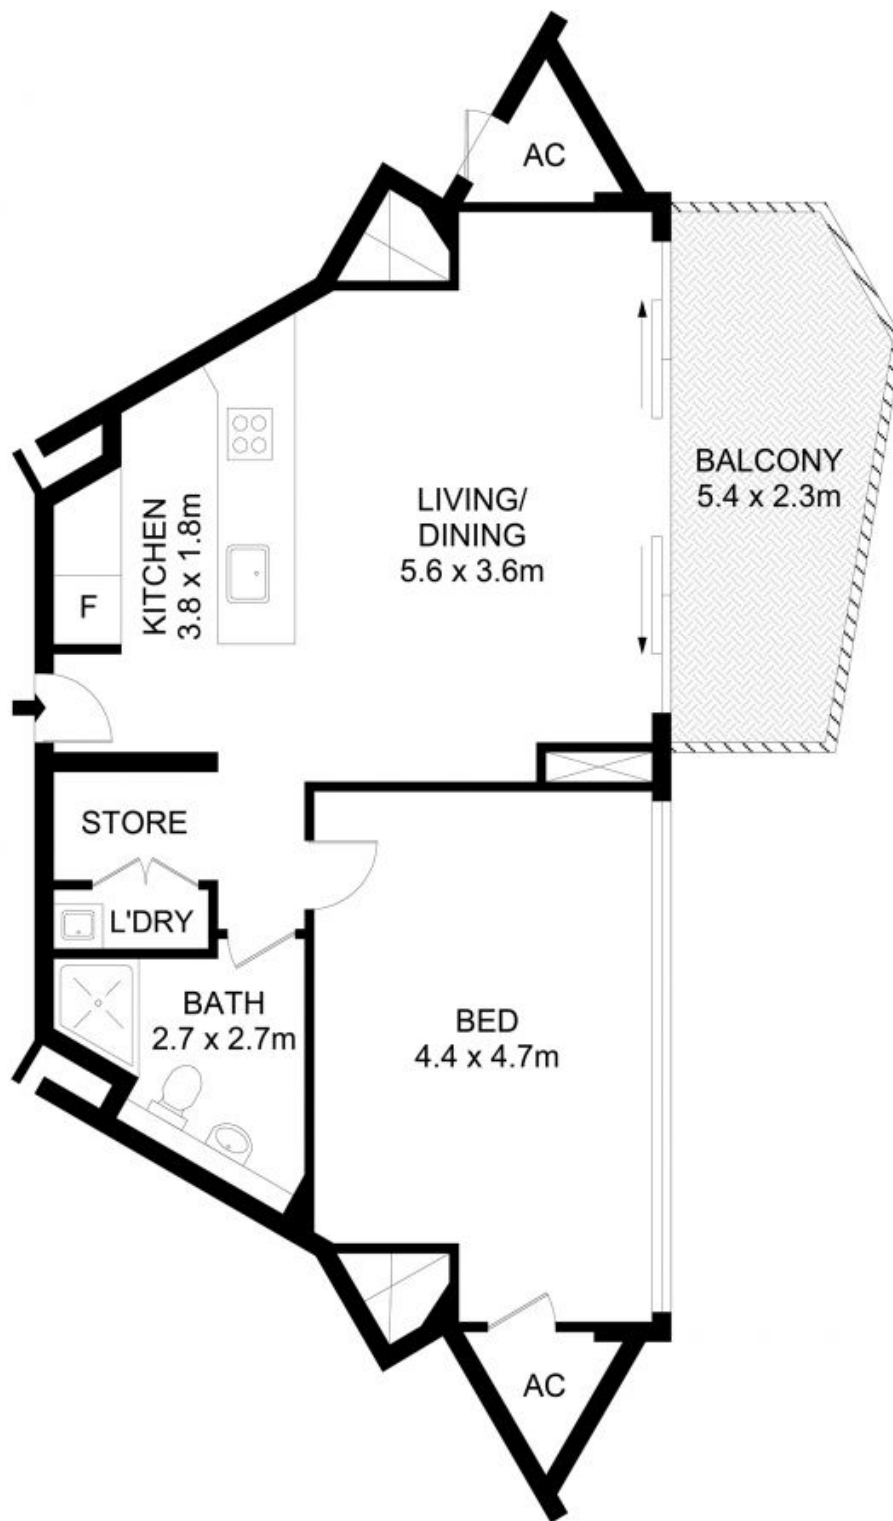 AC
BALCONY
5.4 x 2.3m
LIVING/
DINING
5.6 x 3.6m
KITCHEN
3.8 x 1.8m
F
STORE
L'DRY
BATH
2.7 x 2.7m
BED
4.4 x 4.7m
AC